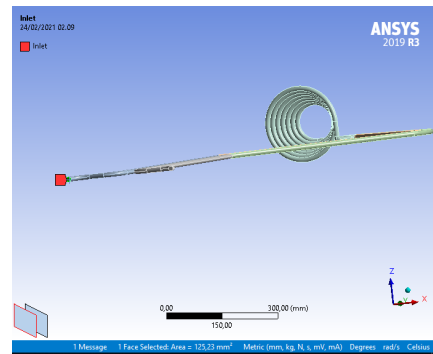 Inlet
24/02/2021 02.09
Inlet
ANSYS
2019 R3
0,00
300,00 (mm)
150,00
Z
Y
X
1 Message 1 Face Selected: Area = 125,23 mm² Metric (mm, kg, N, s, mV, mA) Degrees rad/s Celsius